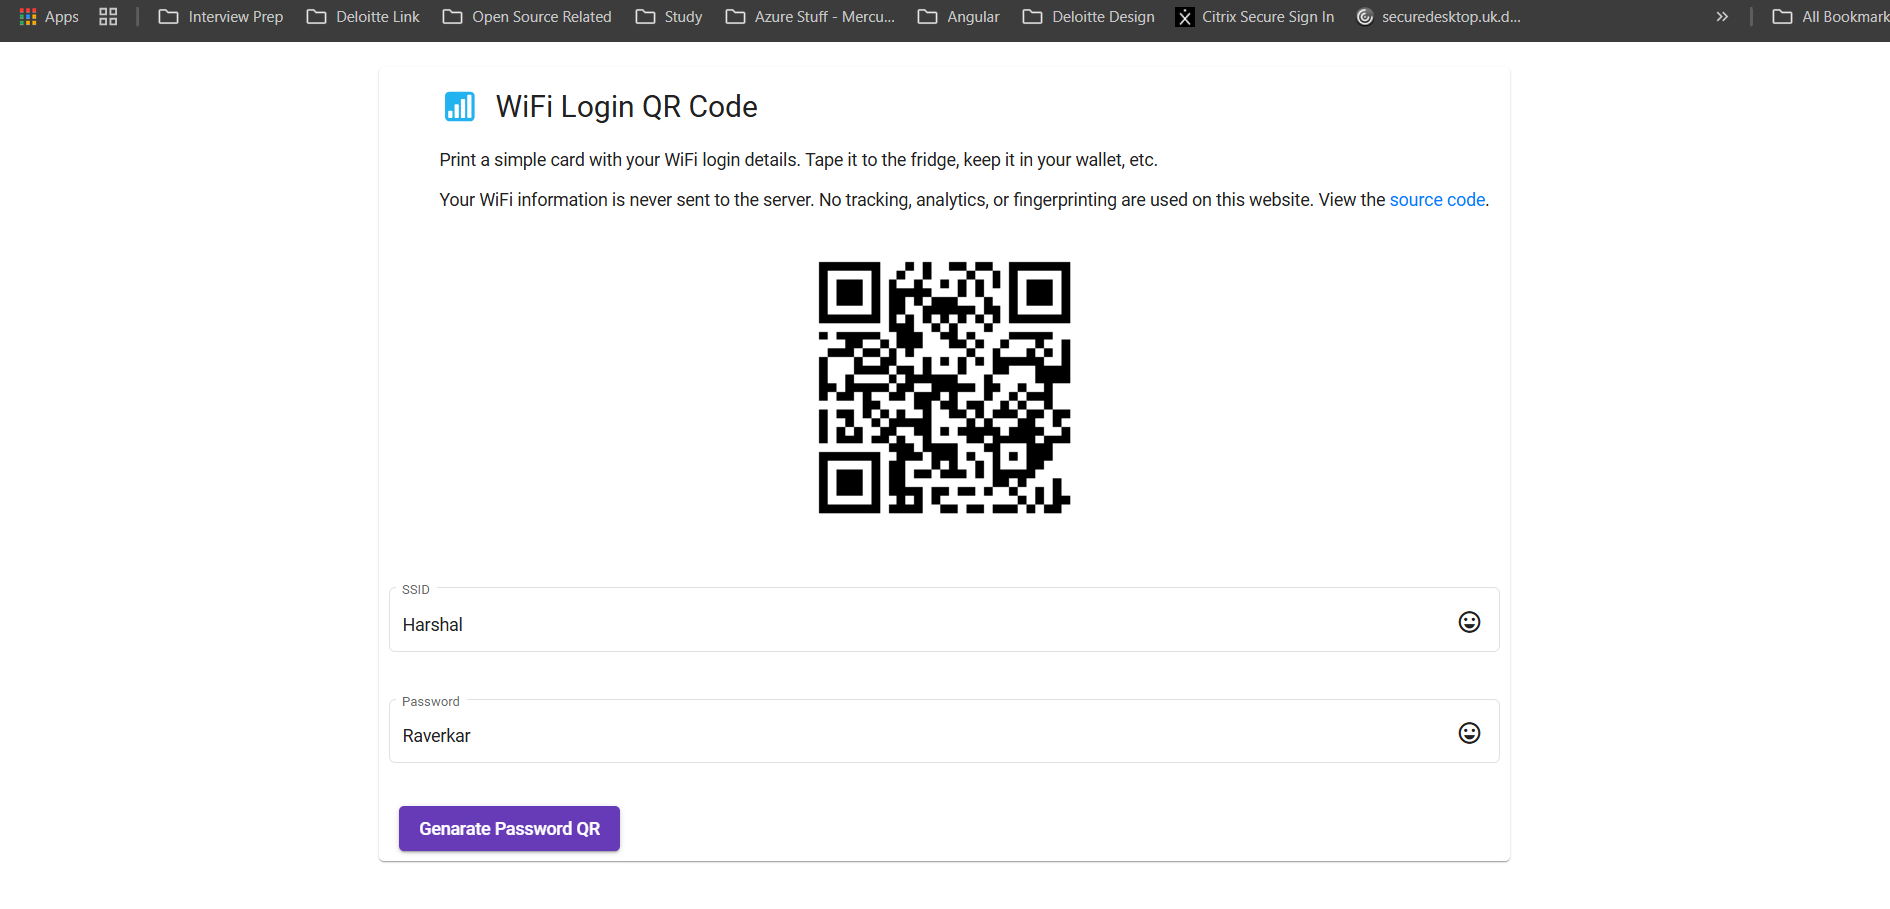 Apps Interview Prep Deloitte Link Open Source Related Study Azure Stuff - Mercu... Angular Deloitte Design Citrix Secure Sign In securedesktop.uk.d... » All Bookmark
WiFi Login QR Code
Print a simple card with your WiFi login details. Tape it to the fridge, keep it in your wallet, etc.
Your WiFi information is never sent to the server. No tracking, analytics, or fingerprinting are used on this website. View the source code.
SSID
Harshal
Password
Raverkar
Genarate Password QR